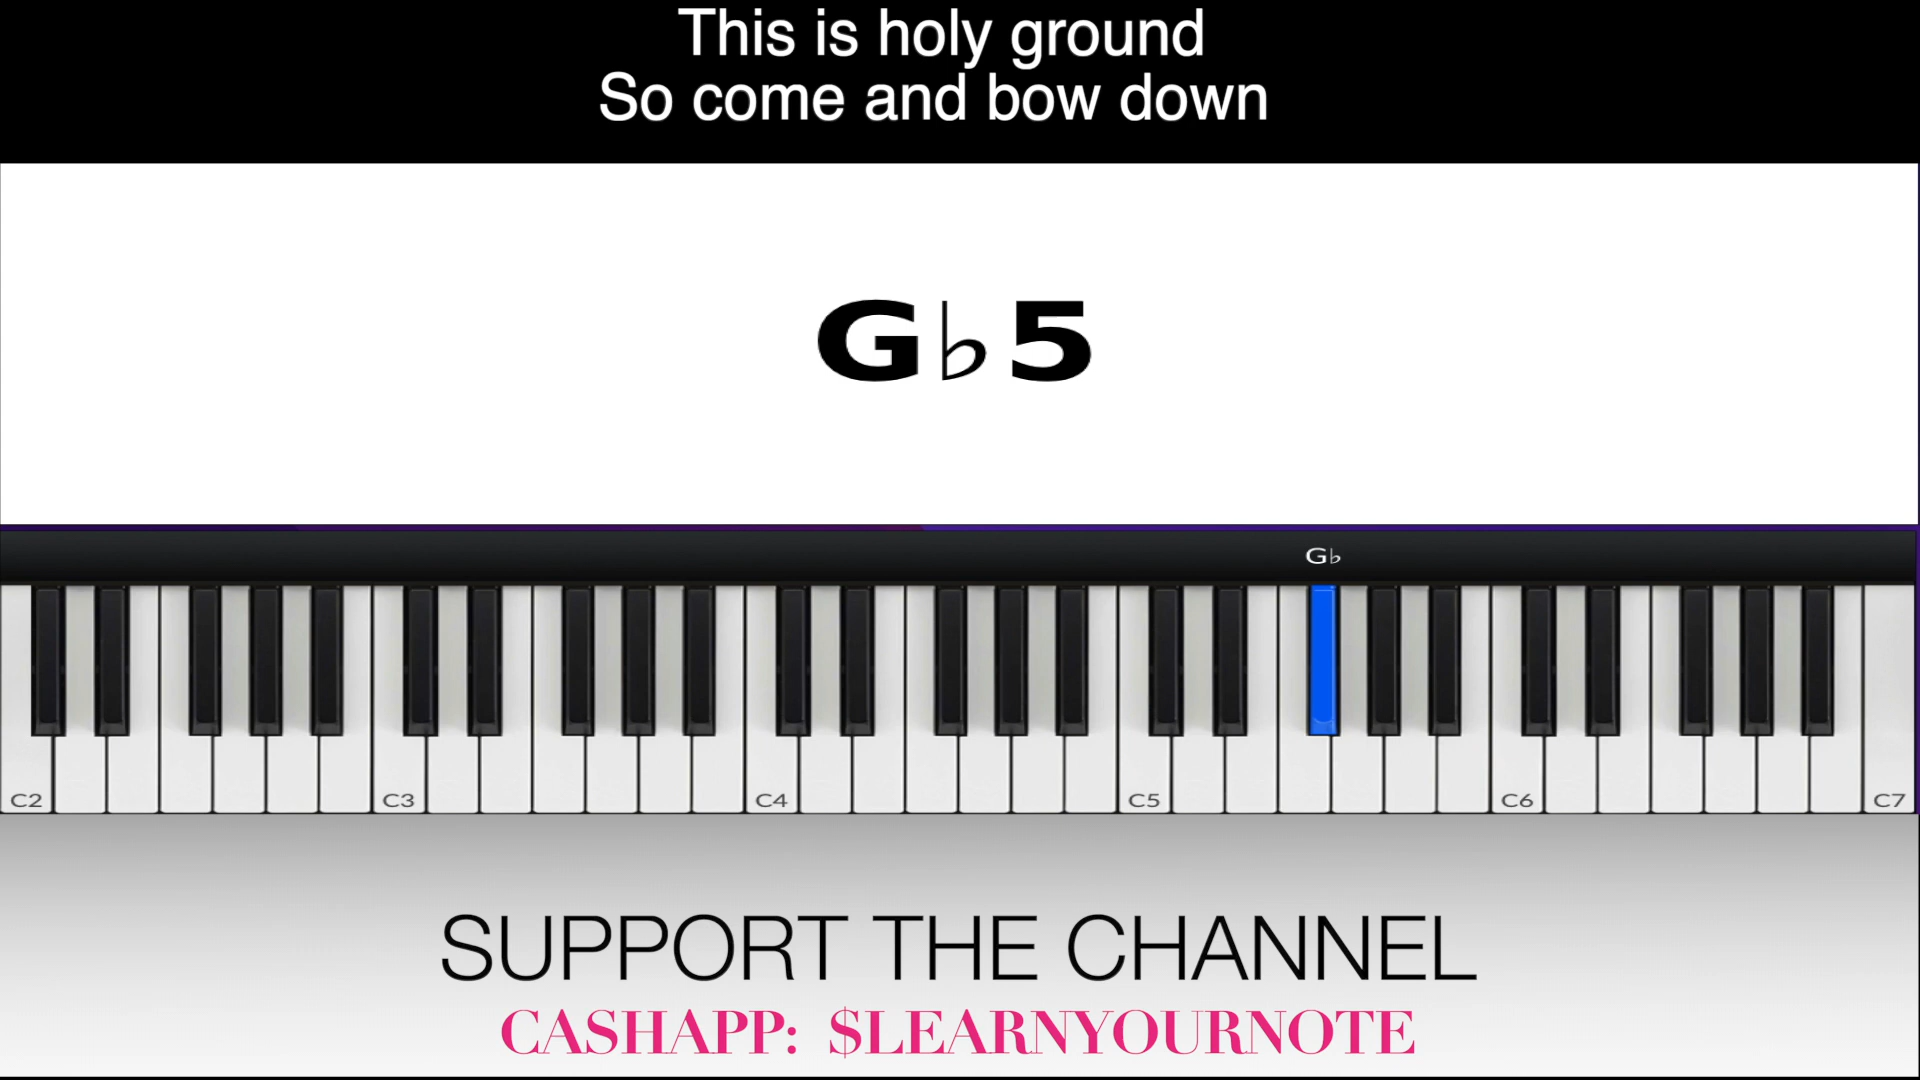 This is holy ground
So come and bow down
G♭5
G♭
C2 C3 C4 C5 C6 C7
SUPPORT THE CHANNEL
CASHAPP: $LEARNYOURNOTE